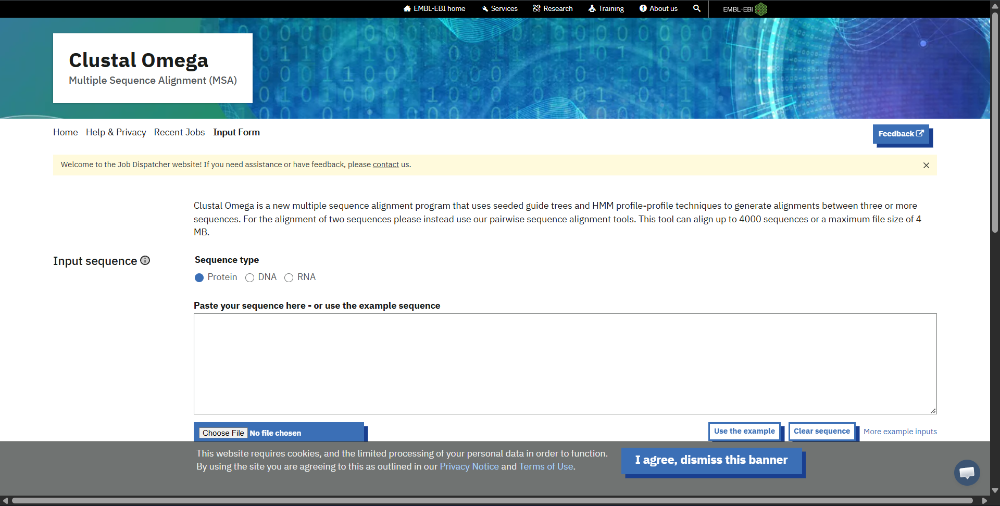 EMBL-EBI home Services Research Training About us EMBL-EBI
Clustal Omega
Multiple Sequence Alignment (MSA)
Home Help & Privacy Recent Jobs Input Form Feedback
Welcome to the Job Dispatcher website! If you need assistance or have feedback, please contact us.
Clustal Omega is a new multiple sequence alignment program that uses seeded guide trees and HMM profile-profile techniques to generate alignments between three or more
sequences. For the alignment of two sequences please instead use our pairwise sequence alignment tools. This tool can align up to 4000 sequences or a maximum file size of 4
MB.
Input sequence
Sequence type
Protein DNA RNA
Paste your sequence here - or use the example sequence
Choose File No file chosen Use the example Clear sequence More example inputs
This website requires cookies, and the limited processing of your personal data in order to function.
By using the site you are agreeing to this as outlined in our Privacy Notice and Terms of Use.
I agree, dismiss this banner